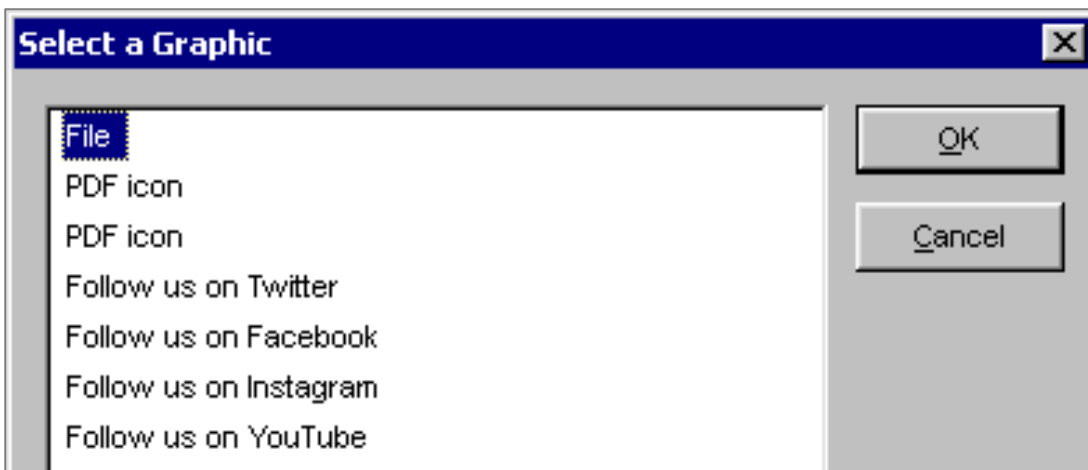 Select a Graphic
File
PDF icon
PDF icon
Follow us on Twitter
Follow us on Facebook
Follow us on Instagram
Follow us on YouTube
OK
Cancel